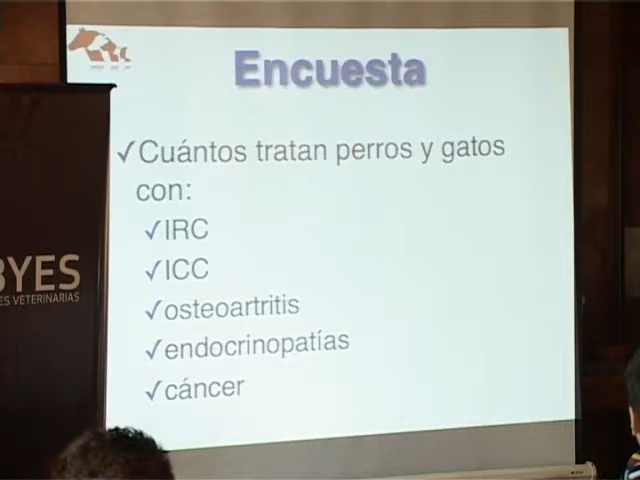 Encuesta
✓Cuántos tratan perros y gatos
con:
✓IRC
✓ICC
✓osteoartritis
✓endocrinopatías
✓cáncer
BYES
ES VETERINARIAS